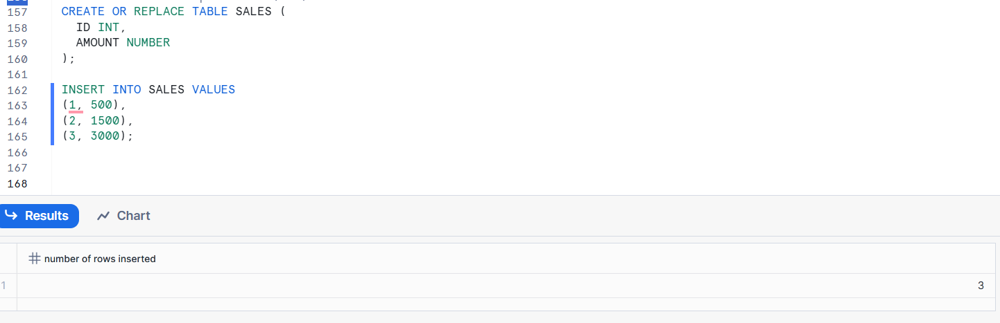 157 CREATE OR REPLACE TABLE SALES (
158 ID INT,
159 AMOUNT NUMBER
160 );
161
162 INSERT INTO SALES VALUES
163 (1, 500),
164 (2, 1500),
165 (3, 3000);
166
167
168
Results Chart
number of rows inserted
1 3